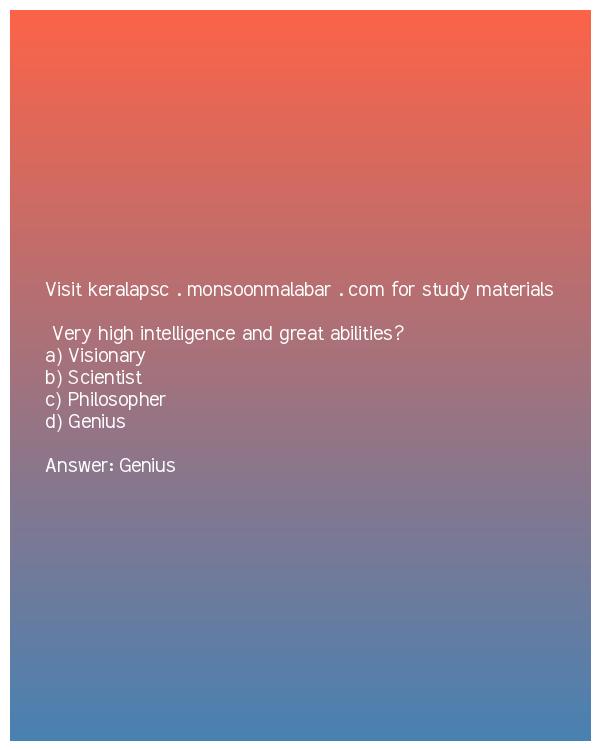 Visit keralapsc . monsoonmalabar . com for study materials
Very high intelligence and great abilities?
a) Visionary
b) Scientist
c) Philosopher
d) Genius
Answer: Genius